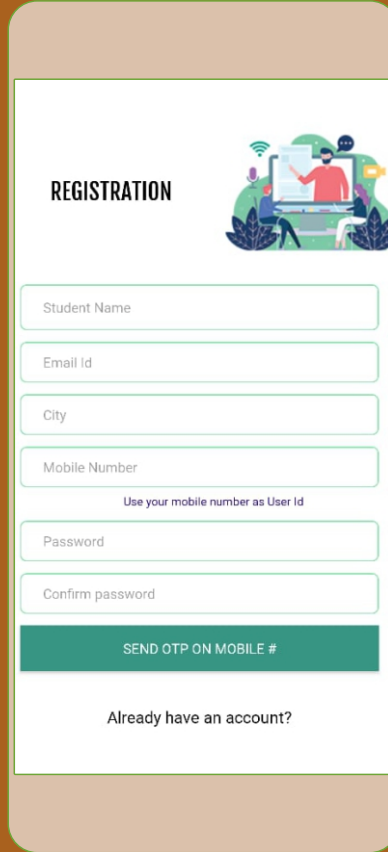 REGISTRATION
Student Name
Email Id
City
Mobile Number
Use your mobile number as User Id
Password
Confirm password
SEND OTP ON MOBILE #
Already have an account?